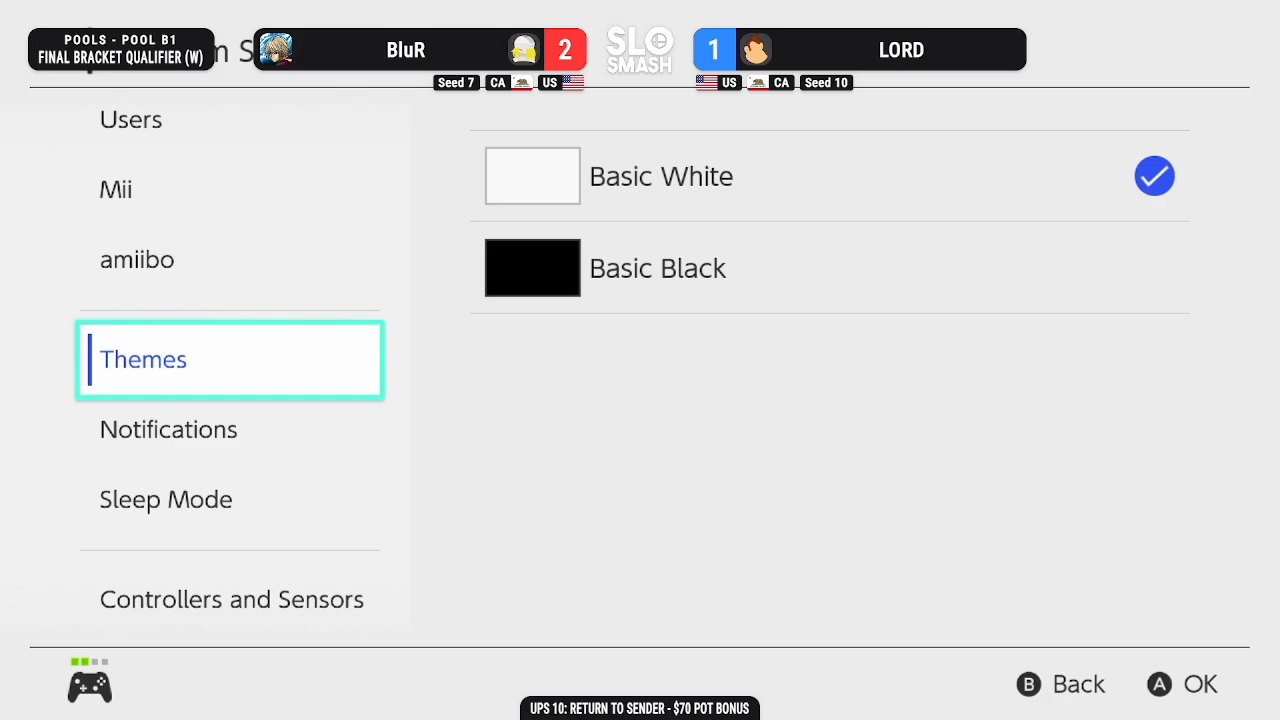 POOLS - POOL B1
FINAL BRACKET QUALIFIER (W)
BluR
2
SLO
SMASH
1
LORD
Seed 7
CA
US
US
CA
Seed 10
Users
Mii
amiibo
Themes
Notifications
Sleep Mode
Controllers and Sensors
Basic White
Basic Black
B Back
A OK
UPS 10: RETURN TO SENDER - $70 POT BONUS